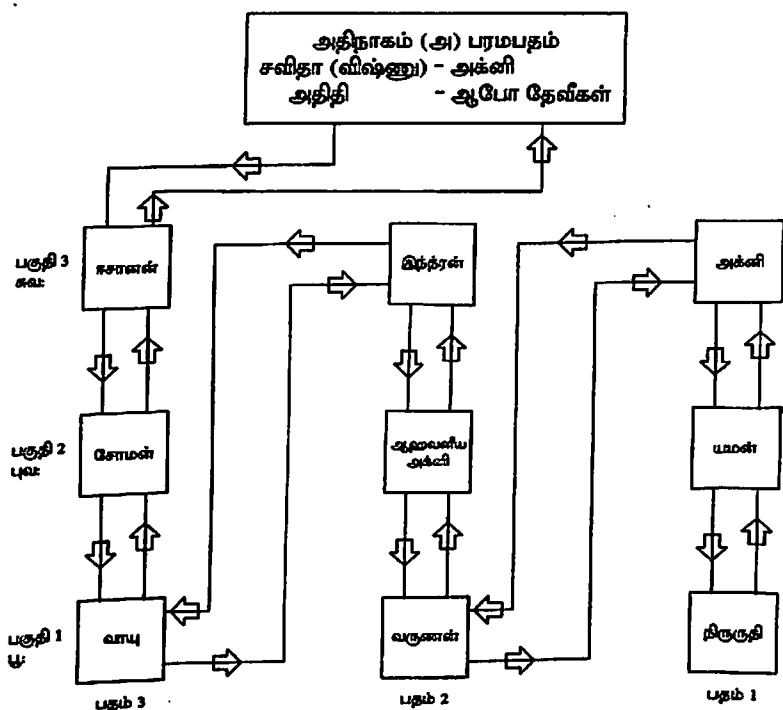 அதிநாகம் (அ) பரமபதம்
சவிதா (விஷ்ணு) - அக்னி
அதிதி - ஆபோ தேவீகள்
பகுதி 3
சுவ:
ஈசானன்
இந்த்ரன்
அக்னி
பகுதி 2
புவ:
சோமன்
ஆஹவனீய
அக்னி
யமன்
பகுதி 1
பூ:
வாயு
வருணன்
நிருருதி
பதம் 3
பதம் 2
பதம் 1